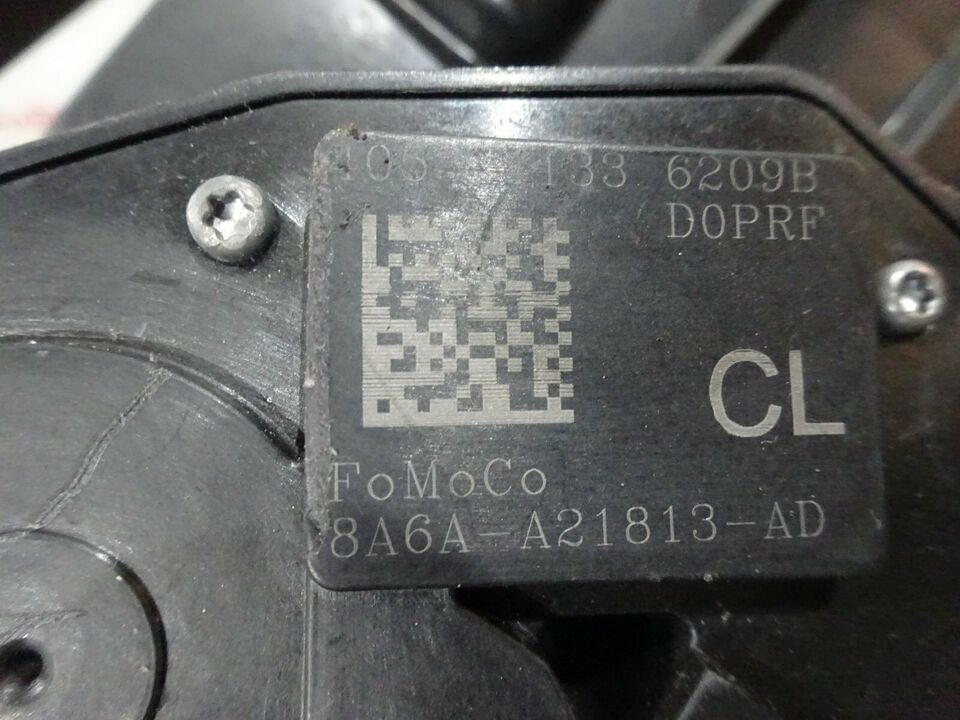 133 6209B
D0PRF
CL
FoMoCo
8A6A-A21813-AD